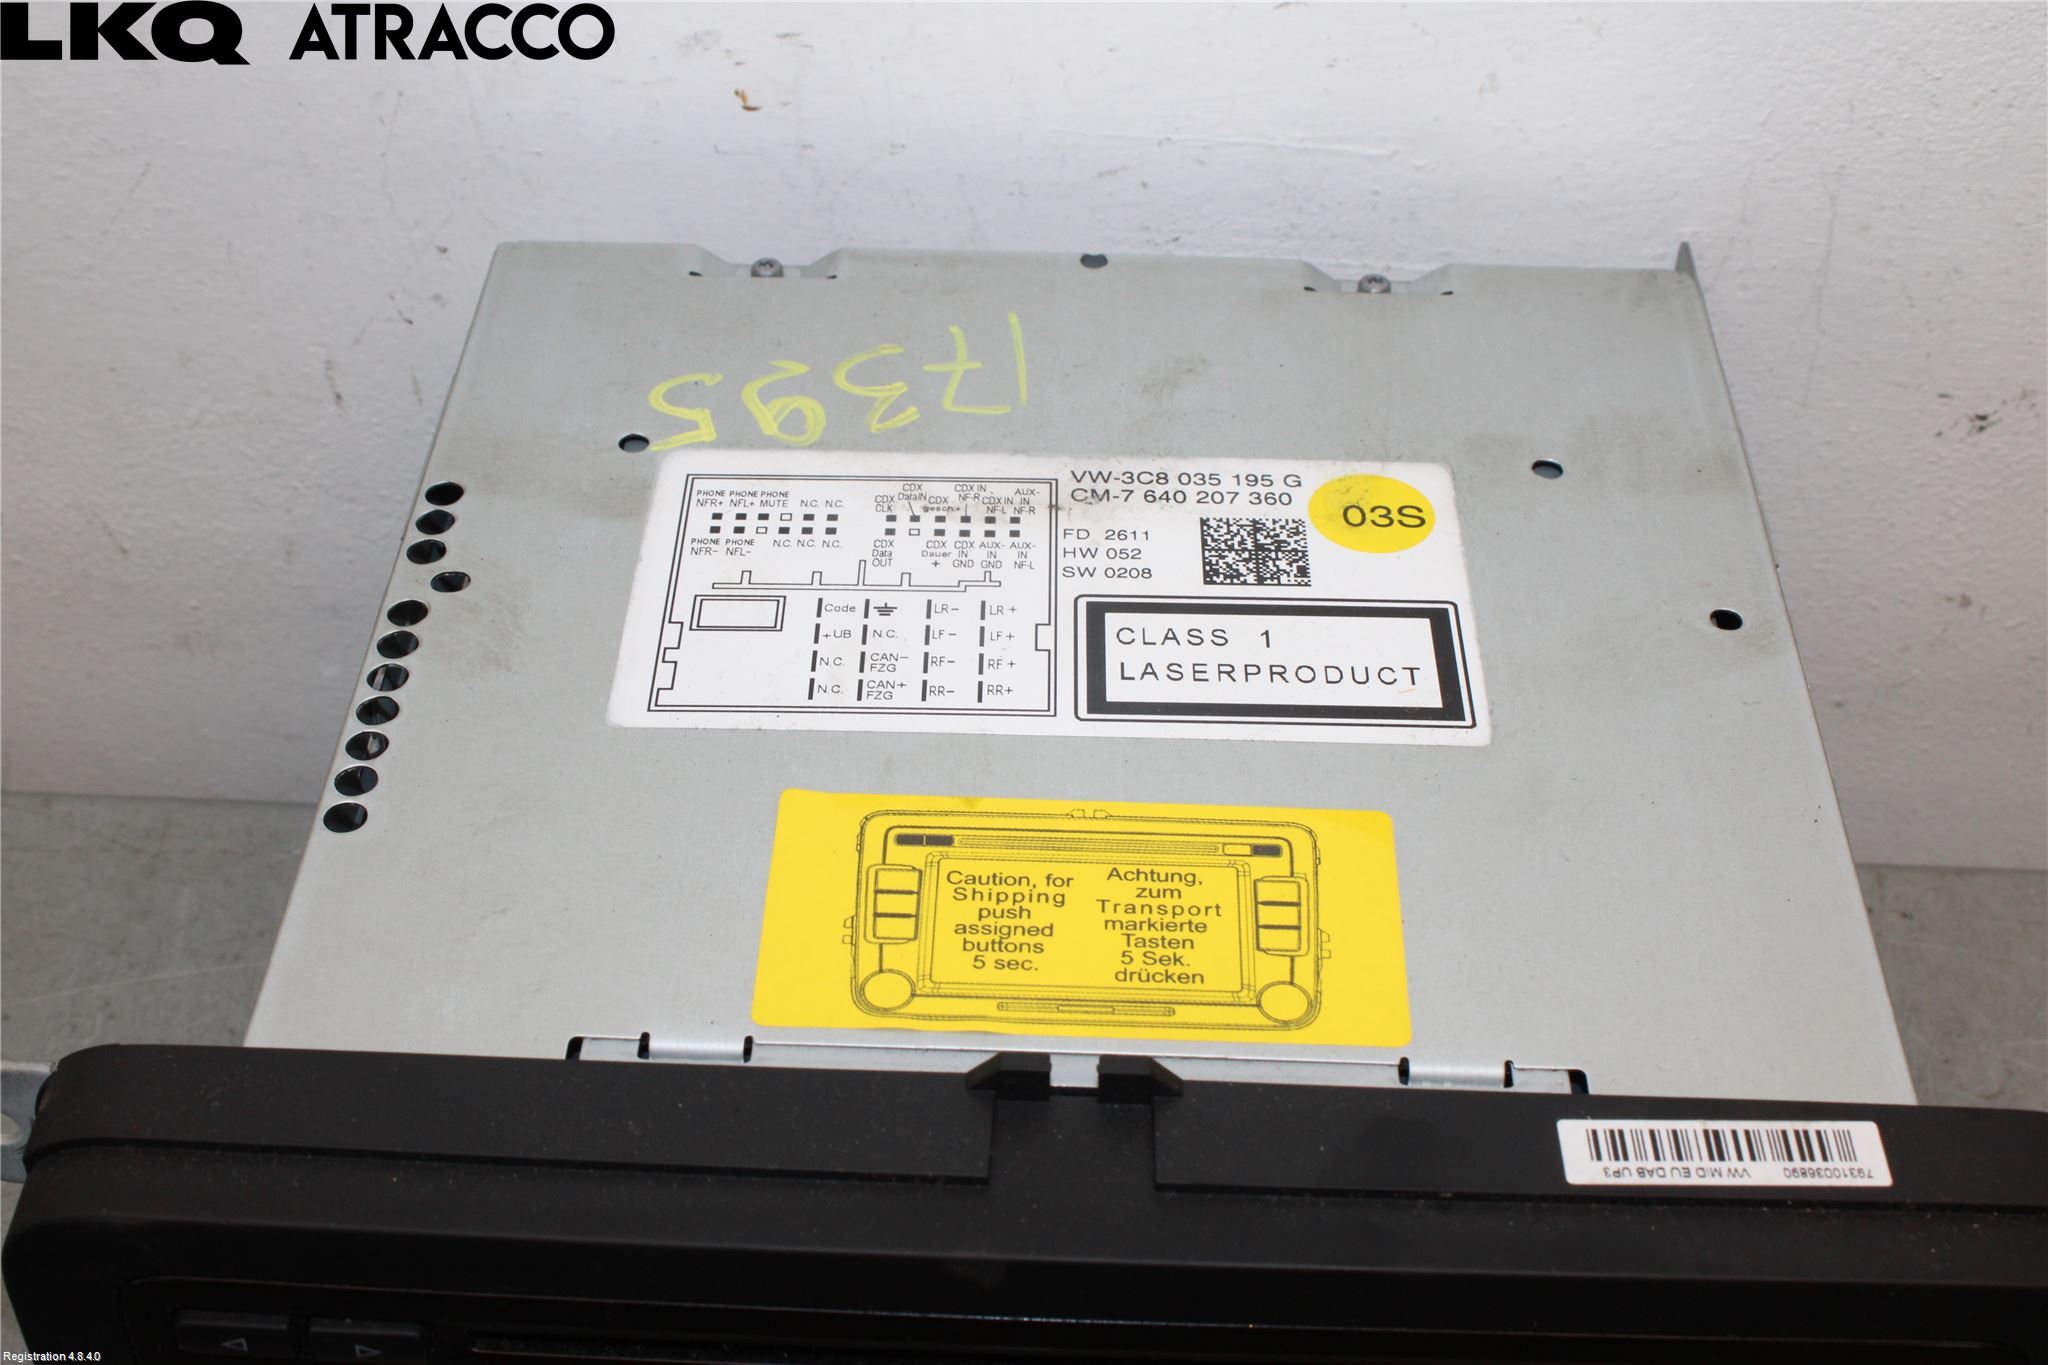 LKQ ATRACCO
17395
VW-3C8 035 195 G
CM-7 640 207 360
03S
FD 2611
HW 052
SW 0208
PHONE PHONE PHONE
NFR+ NFL+ MUTE N.C. N.C.
PHONE PHONE
NFR- NFL- N.C. N.C. N.C.
CDX
CLK
CDX
DataIN
CDX
gesch.+
CDX IN
NF-R
CDX IN
NF-L
AUX-
IN
NF-R
CDX
Data
OUT
CDX
Dauer
+
CDX
IN
GND
AUX-
IN
GND
AUX-
IN
NF-L
Code LR- LR+
+UB N.C. LF- LF+
N.C. CAN-
FZG RF- RF+
N.C. CAN+
FZG RR- RR+
CLASS 1
LASERPRODUCT
Caution, for
Shipping
push
assigned
buttons
5 sec.
Achtung,
zum
Transport
markierte
Tasten
5 Sek.
drücken
VW MID EU DAB UP3 793100036890
Registration 4.8.4.0